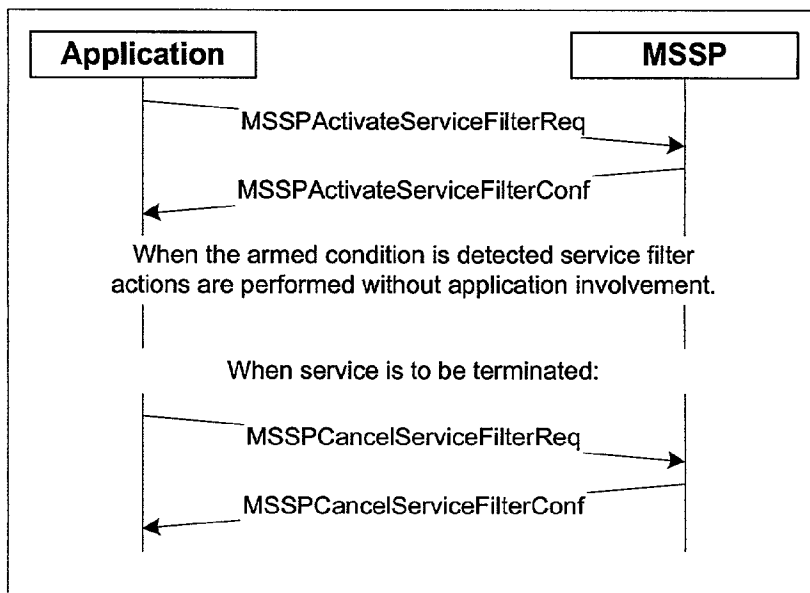 Application
MSSP
MSSPActivateServiceFilterReq
MSSPActivateServiceFilterConf
When the armed condition is detected service filter
actions are performed without application involvement.
When service is to be terminated:
MSSPCancelServiceFilterReq
MSSPCancelServiceFilterConf